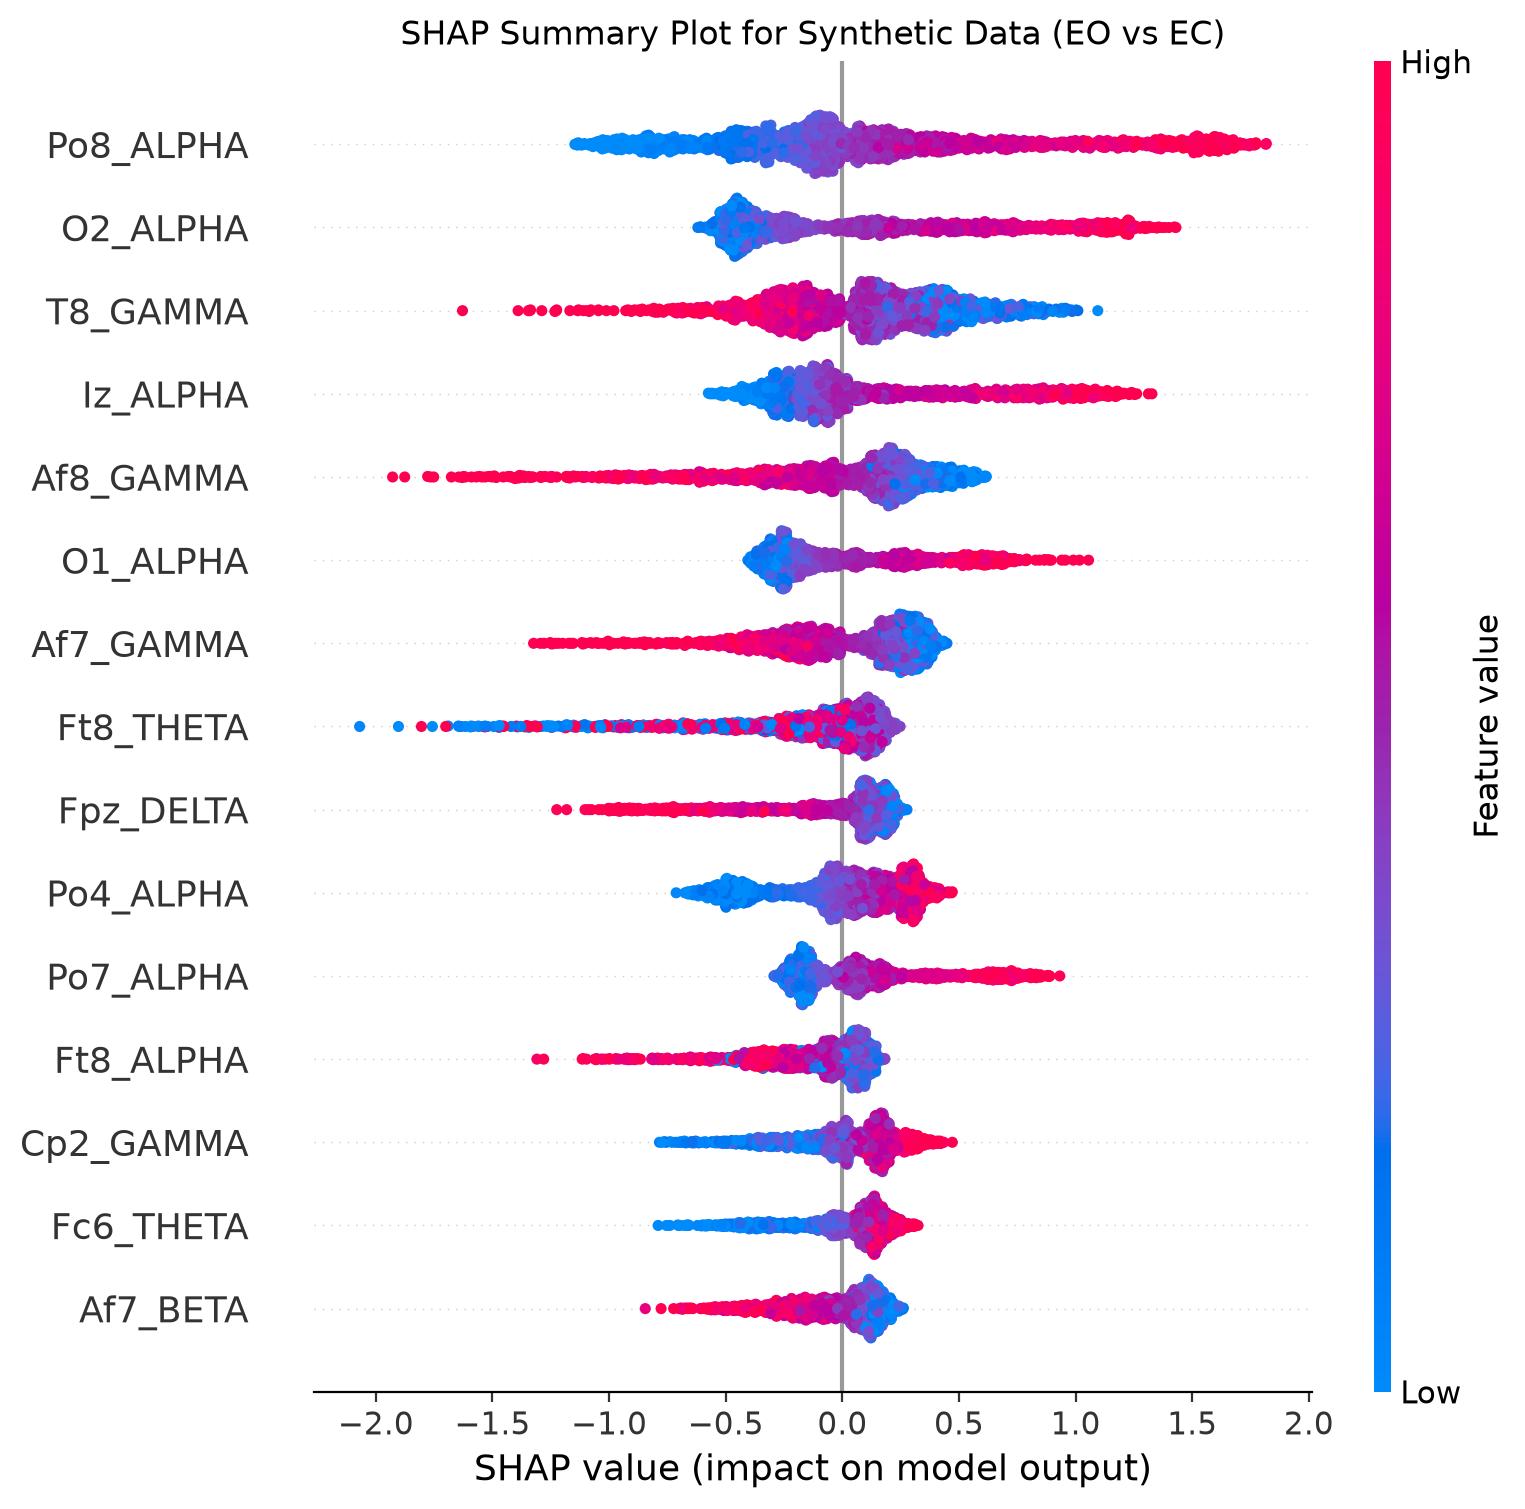 SHAP Summary Plot for Synthetic Data (EO vs EC)
High
Po8_ALPHA
O2_ALPHA
T8_GAMMA
Iz_ALPHA
Af8_GAMMA
O1_ALPHA
Af7_GAMMA
Ft8_THETA
Fpz_DELTA
Po4_ALPHA
Po7_ALPHA
Ft8_ALPHA
Cp2_GAMMA
Fc6_THETA
Af7_BETA
Feature value
Low
−2.0 −1.5 −1.0 −0.5 0.0 0.5 1.0 1.5 2.0
SHAP value (impact on model output)